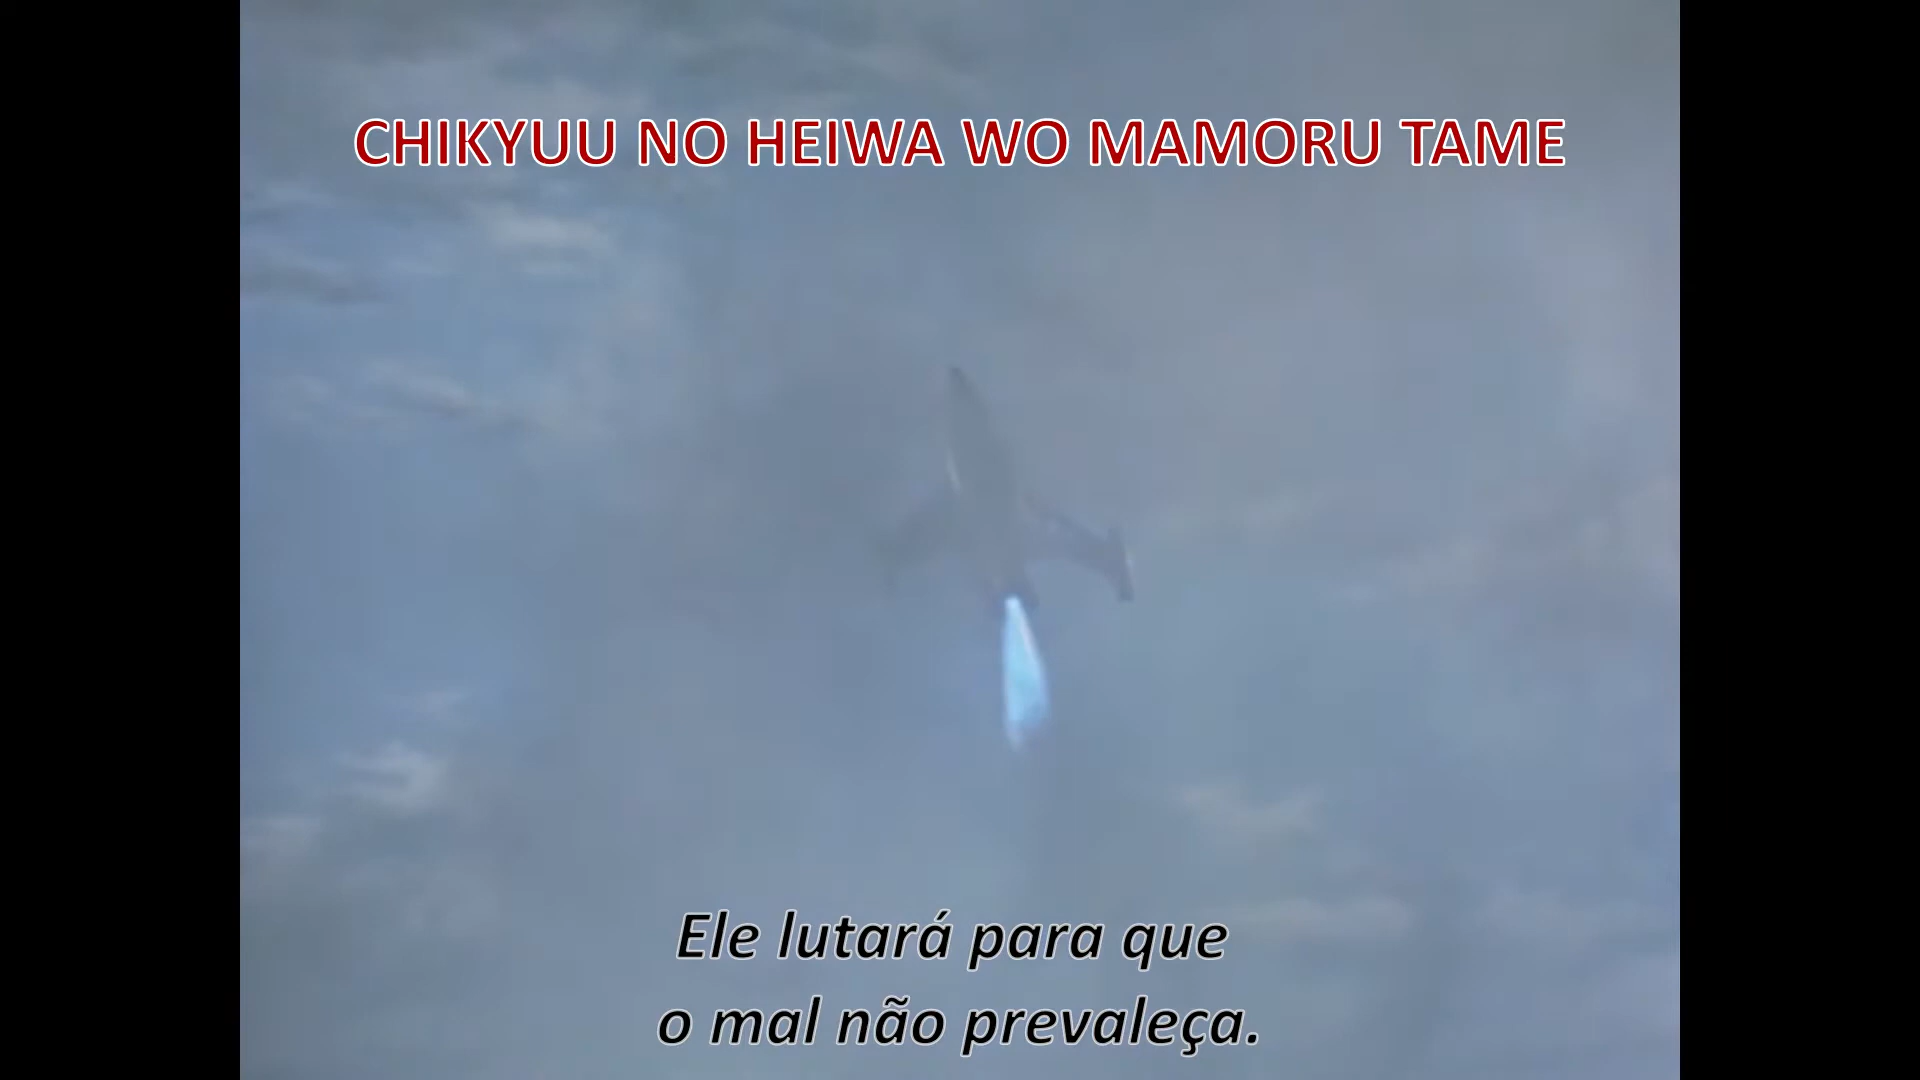 CHIKYUU NO HEIWA WO MAMORU TAME
Ele lutará para que
o mal não prevaleça.